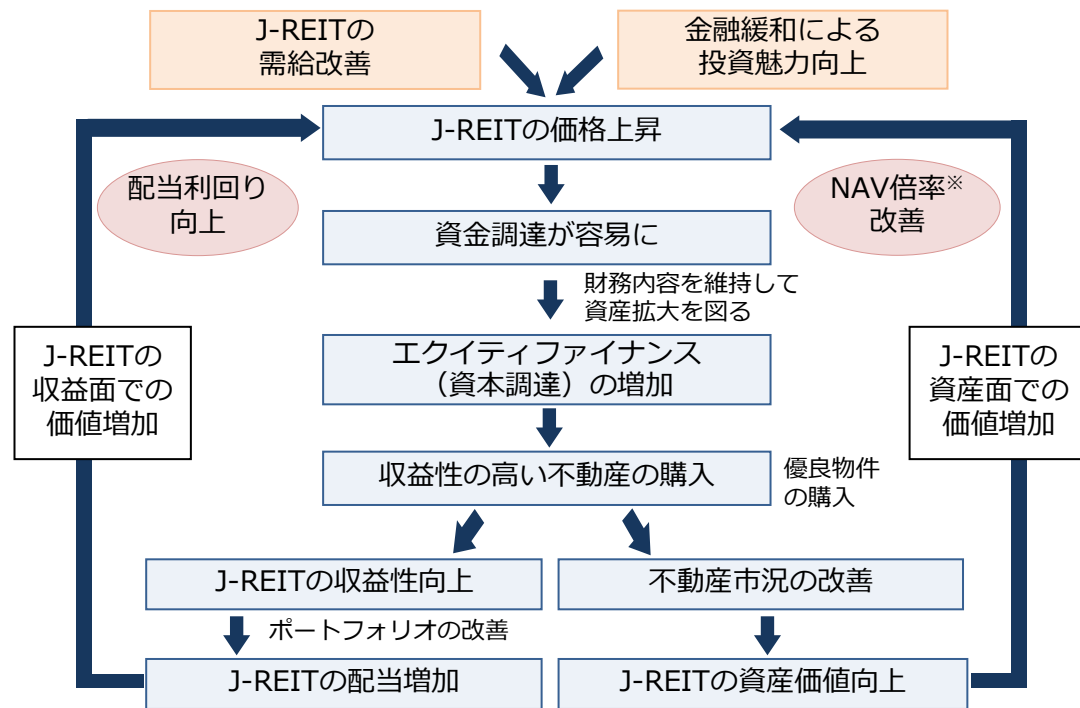 J-REITの
需給改善
金融緩和による
投資魅力向上
J-REITの価格上昇
配当利回り
向上
NAV倍率※
改善
資金調達が容易に
財務内容を維持して
資産拡大を図る
J-REITの
収益面での
価値増加
エクイティファイナンス
（資本調達）の増加
J-REITの
資産面での
価値増加
収益性の高い不動産の購入
優良物件
の購入
J-REITの収益性向上
不動産市況の改善
ポートフォリオの改善
J-REITの配当増加
J-REITの資産価値向上